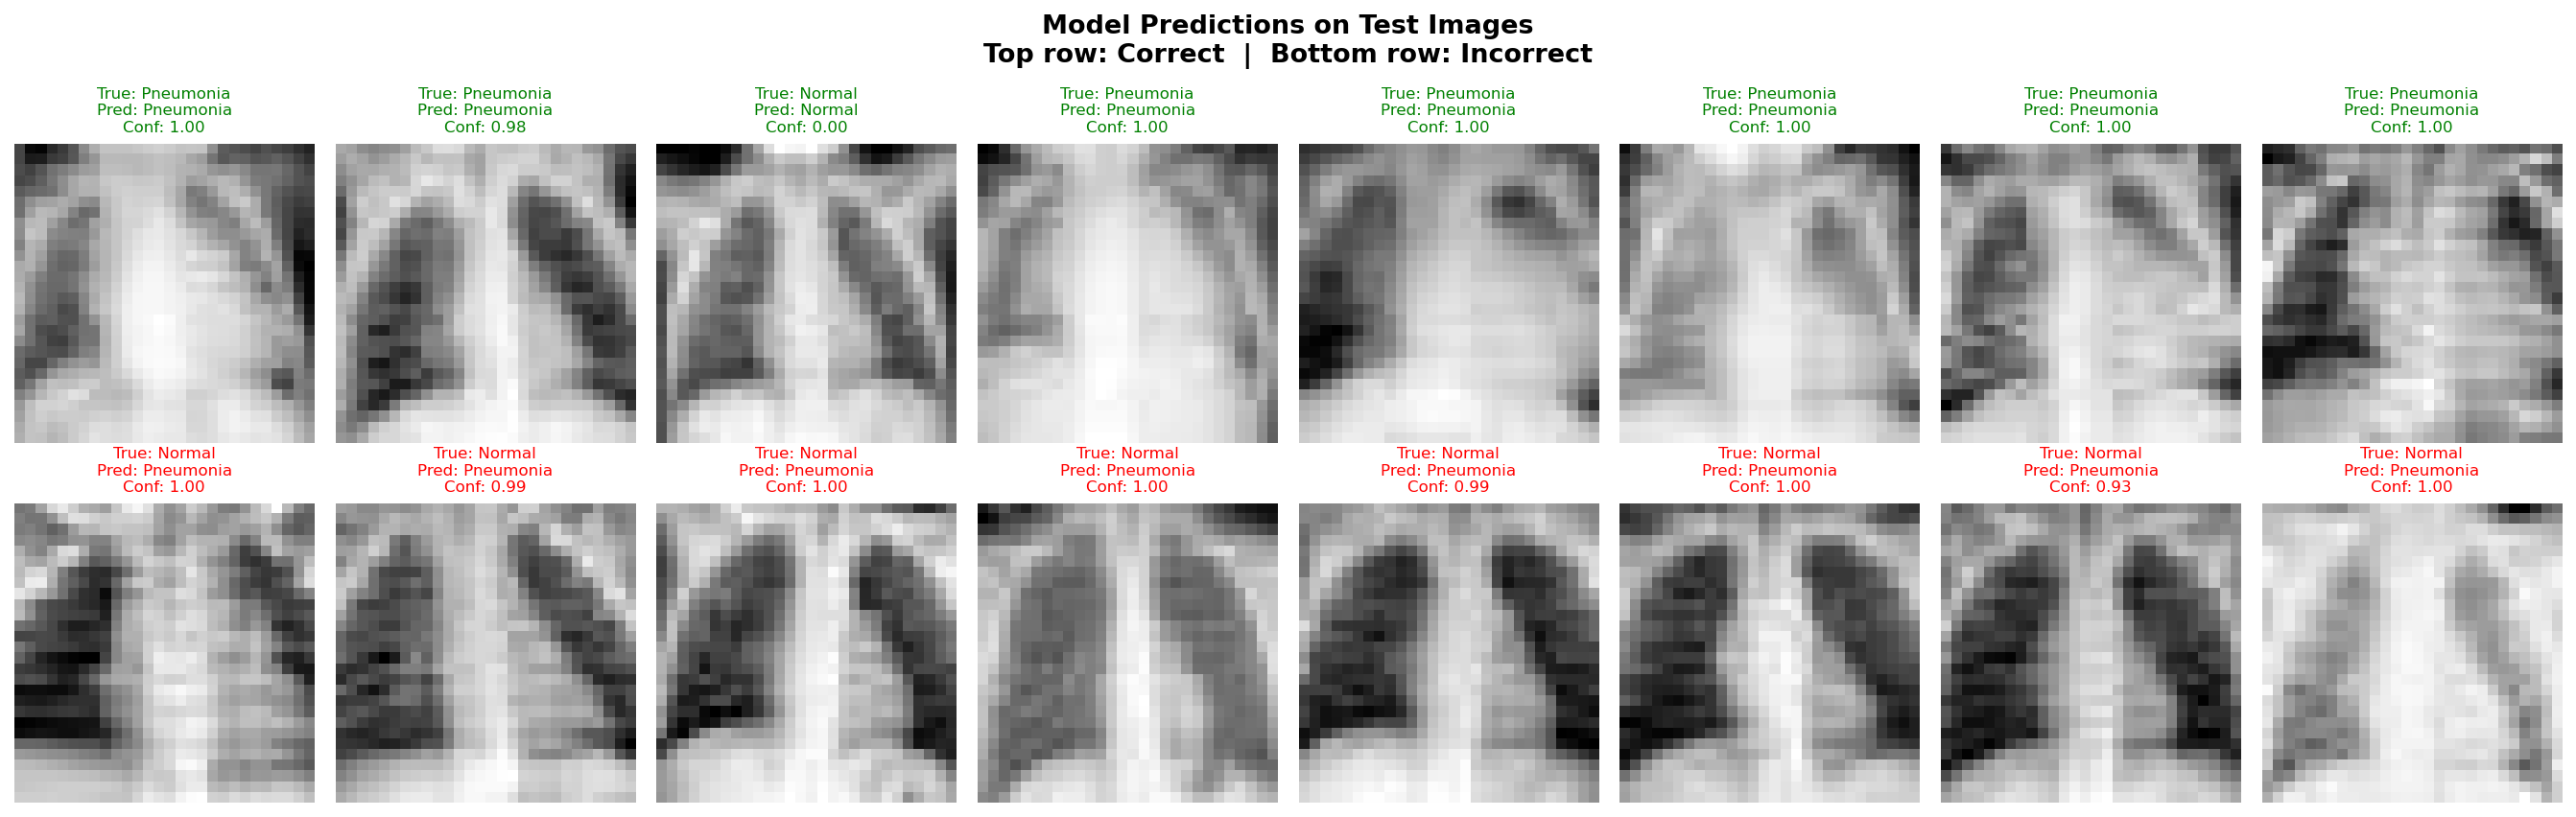 Model Predictions on Test Images
Top row: Correct | Bottom row: Incorrect
True: Pneumonia
Pred: Pneumonia
Conf: 1.00
True: Pneumonia
Pred: Pneumonia
Conf: 0.98
True: Normal
Pred: Normal
Conf: 0.00
True: Pneumonia
Pred: Pneumonia
Conf: 1.00
True: Pneumonia
Pred: Pneumonia
Conf: 1.00
True: Pneumonia
Pred: Pneumonia
Conf: 1.00
True: Pneumonia
Pred: Pneumonia
Conf: 1.00
True: Pneumonia
Pred: Pneumonia
Conf: 1.00
True: Normal
Pred: Pneumonia
Conf: 1.00
True: Normal
Pred: Pneumonia
Conf: 0.99
True: Normal
Pred: Pneumonia
Conf: 1.00
True: Normal
Pred: Pneumonia
Conf: 1.00
True: Normal
Pred: Pneumonia
Conf: 0.99
True: Normal
Pred: Pneumonia
Conf: 1.00
True: Normal
Pred: Pneumonia
Conf: 0.93
True: Normal
Pred: Pneumonia
Conf: 1.00